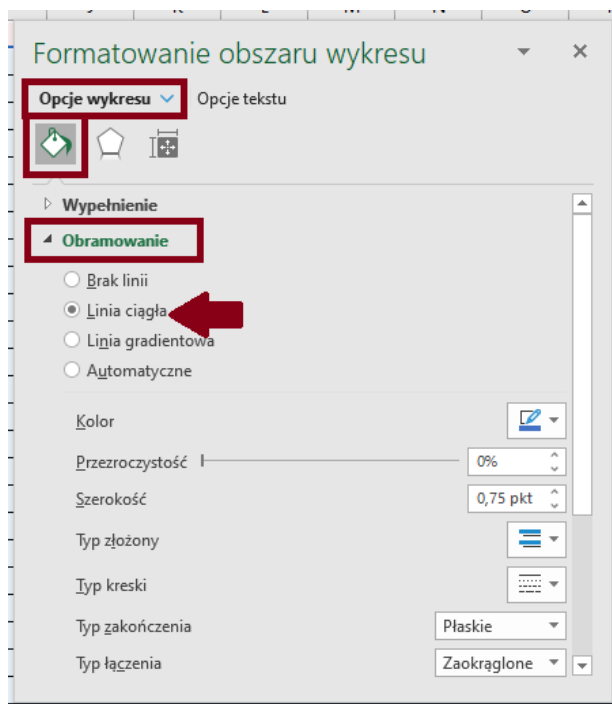 Formatowanie obszaru wykresu
Opcje wykresu Opcje tekstu
Wypełnienie
Obramowanie
Brak linii
Linia ciągła
Linia gradientowa
Automatyczne
Kolor
Przezroczystość 0%
Szerokość 0,75 pkt
Typ złożony
Typ kreski
Typ zakończenia Płaskie
Typ łączenia Zaokrąglone